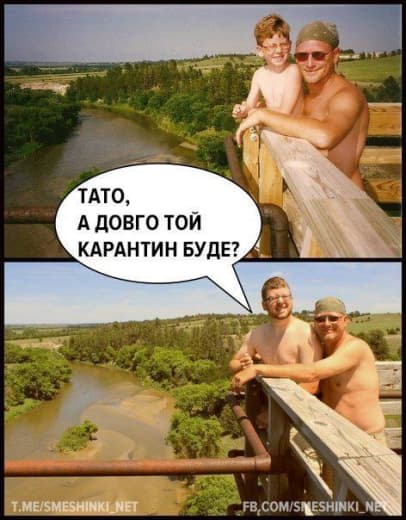 ТАТО,
А ДОВГО ТОЙ
КАРАНТИН БУДЕ?
T.ME/SMESHINKI_NET
FB.COM/SMESHINKI_NET